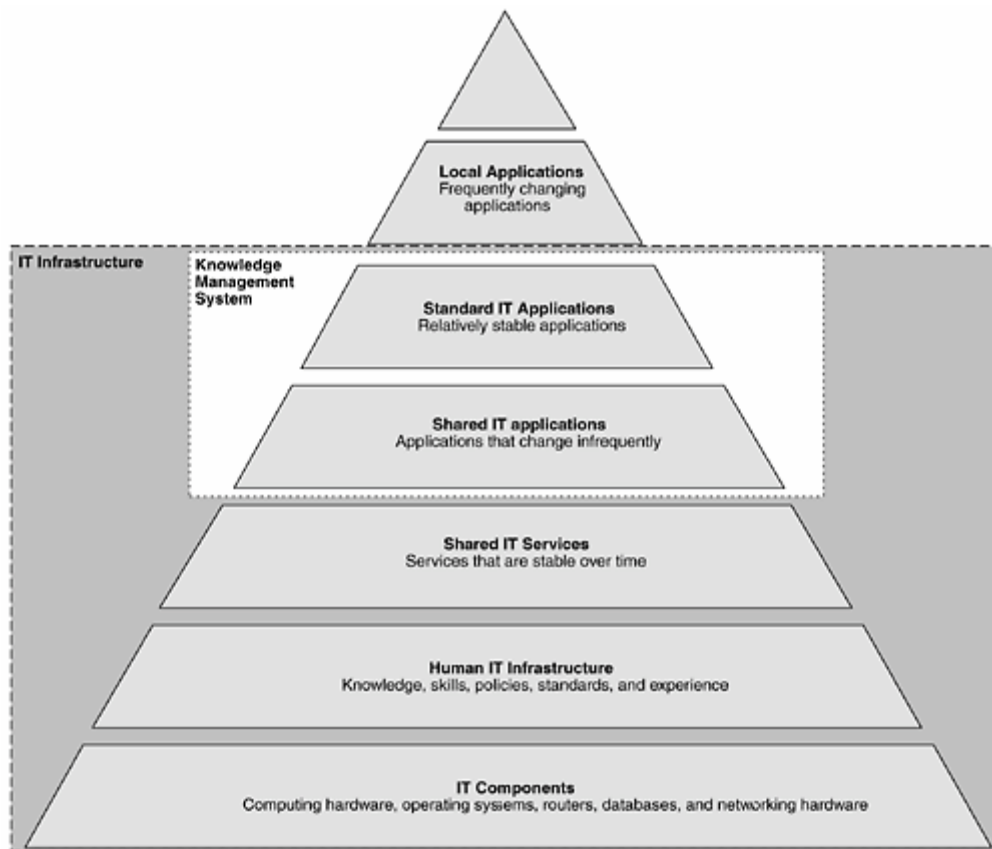 Local Applications
Frequently changing
applications
IT Infrastructure
Knowledge
Management
System
Standard IT Applications
Relatively stable applications
Shared IT applications
Applications that change infrequently
Shared IT Services
Services that are stable over time
Human IT Infrastructure
Knowledge, skills, policies, standards, and experience
IT Components
Computing hardware, operating systems, routers, databases, and networking hardware